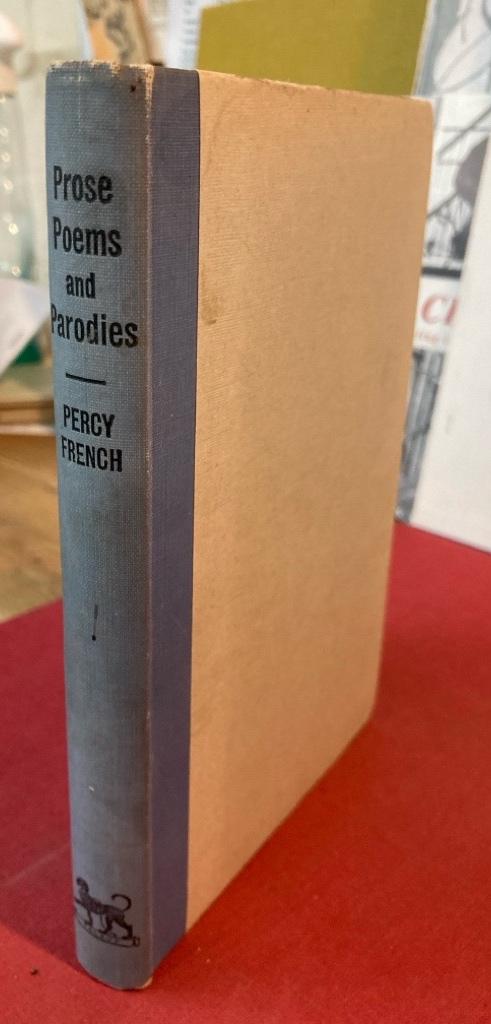 Prose
Poems
and
Parodies
PERCY
FRENCH